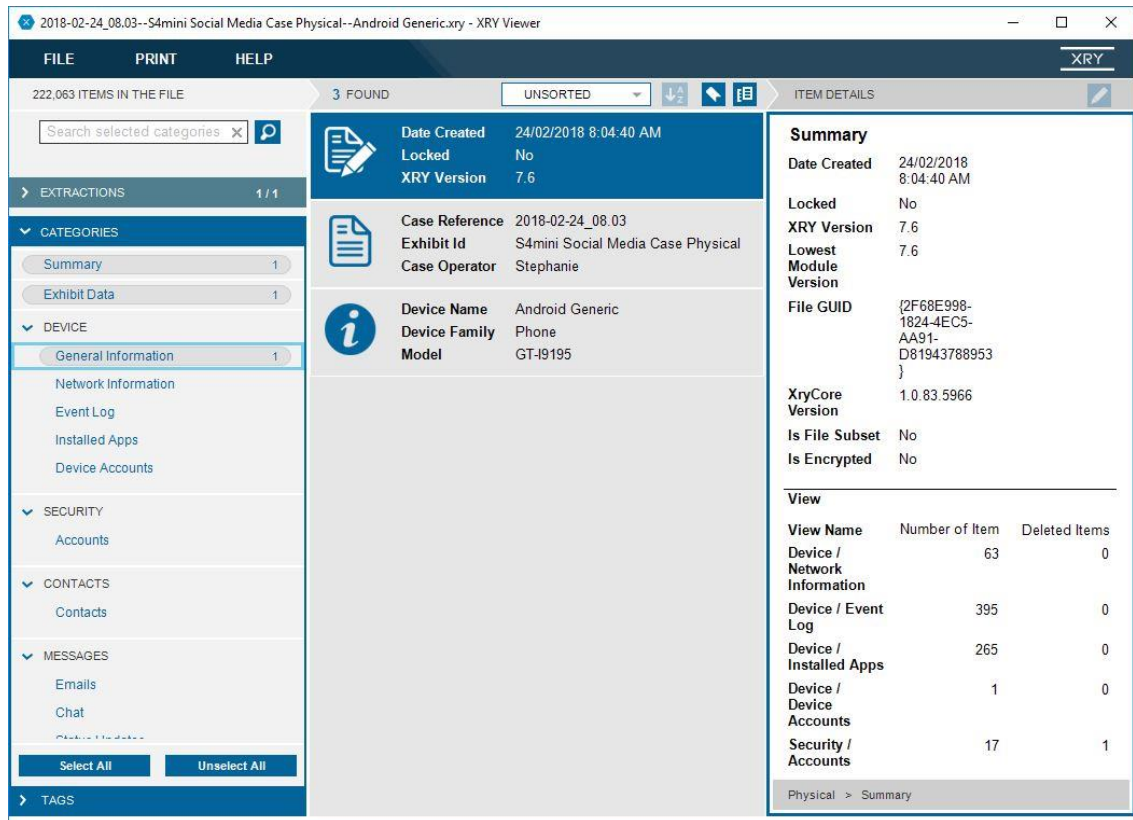 2018-02-24_08.03--S4mini Social Media Case Physical--Android Generic.xry - XRY Viewer
FILE PRINT HELP XRY
222,063 ITEMS IN THE FILE
Search selected categories
EXTRACTIONS 1/1
CATEGORIES
Summary 1
Exhibit Data 1
DEVICE
General Information 1
Network Information
Event Log
Installed Apps
Device Accounts
SECURITY
Accounts
CONTACTS
Contacts
MESSAGES
Emails
Chat
Status Updates
Select All Unselect All
TAGS
3 FOUND UNSORTED
Date Created 24/02/2018 8:04:40 AM
Locked No
XRY Version 7.6
Case Reference 2018-02-24_08.03
Exhibit Id S4mini Social Media Case Physical
Case Operator Stephanie
Device Name Android Generic
Device Family Phone
Model GT-I9195
ITEM DETAILS
Summary
Date Created 24/02/2018
8:04:40 AM
Locked No
XRY Version 7.6
Lowest 7.6
Module
Version
File GUID {2F68E998-
1824-4EC5-
AA91-
D81943788953
}
XryCore 1.0.83.5966
Version
Is File Subset No
Is Encrypted No
View
View Name Number of Item Deleted Items
Device / 63 0
Network
Information
Device / Event 395 0
Log
Device / 265 0
Installed Apps
Device / 1 0
Device
Accounts
Security / 17 1
Accounts
Physical > Summary